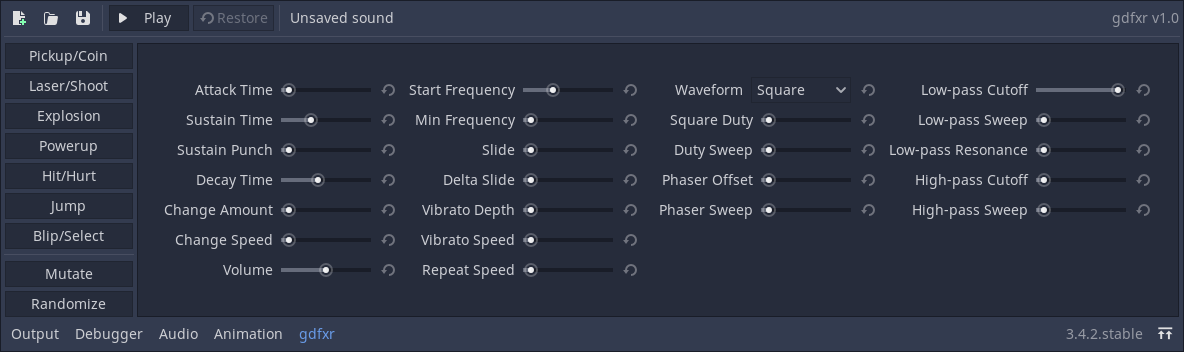 Play Restore Unsaved sound gdfxr v1.0
Pickup/Coin
Laser/Shoot
Explosion
Powerup
Hit/Hurt
Jump
Blip/Select
Mutate
Randomize
Attack Time Start Frequency Waveform Square Low-pass Cutoff
Sustain Time Min Frequency Square Duty Low-pass Sweep
Sustain Punch Slide Duty Sweep Low-pass Resonance
Decay Time Delta Slide Phaser Offset High-pass Cutoff
Change Amount Vibrato Depth Phaser Sweep High-pass Sweep
Change Speed Vibrato Speed
Volume Repeat Speed
Output Debugger Audio Animation gdfxr 3.4.2.stable